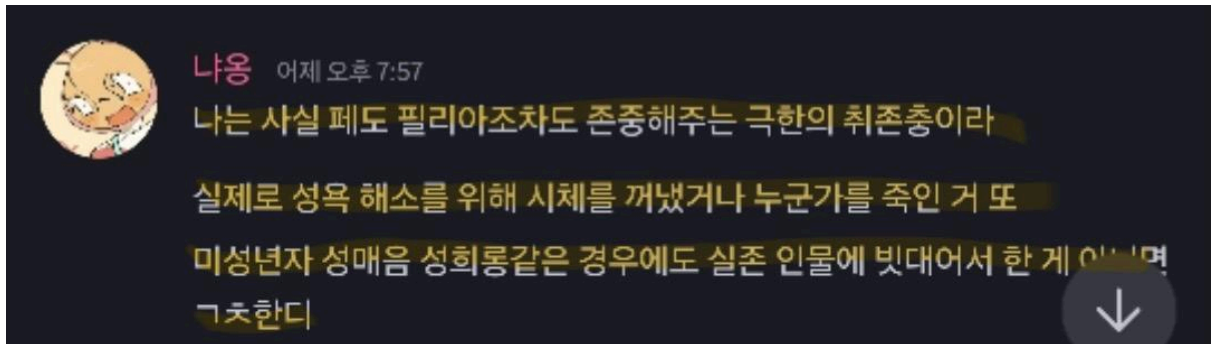 냐옹 어제 오후 7:57
나는 사실 페도 필리아조차도 존중해주는 극한의 취존충이라
실제로 성욕 해소를 위해 시체를 꺼냈거나 누군가를 죽인 거 또
미성년자 성매음 성희롱같은 경우에도 실존 인물에 빗대어서 한 게
ㄱㅊ한디